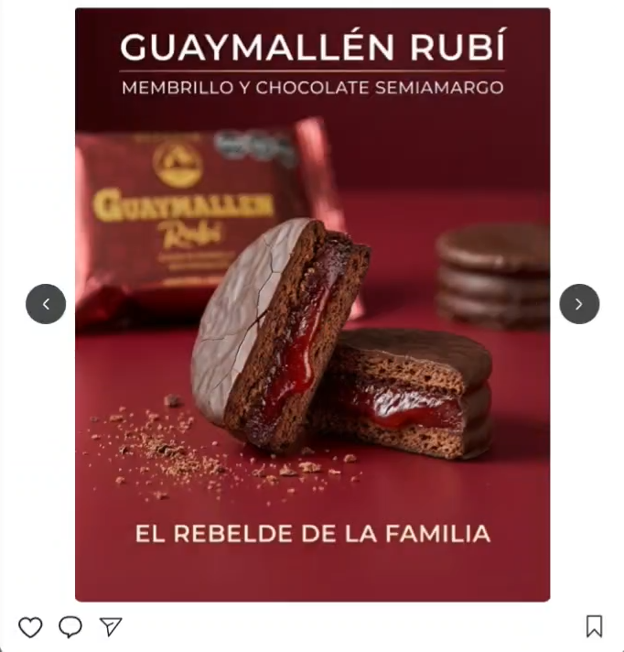 GUAYMALLÉN RUBÍ
MEMBRILLO Y CHOCOLATE SEMIAMARGO
GUAYMALLEN
Rubí
EL REBELDE DE LA FAMILIA